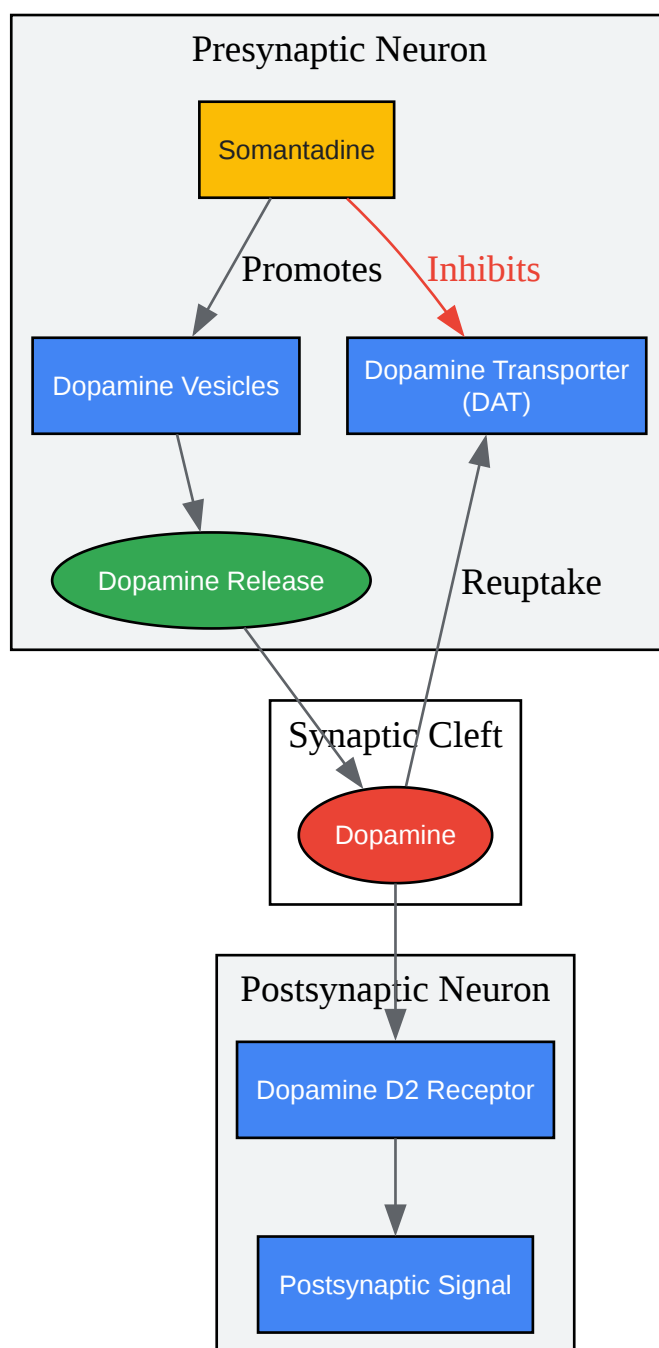 Presynaptic Neuron
Somantadine
Promotes
Inhibits
Dopamine Vesicles
Dopamine Transporter
(DAT)
Dopamine Release
Reuptake
Synaptic Cleft
Dopamine
Postsynaptic Neuron
Dopamine D2 Receptor
Postsynaptic Signal